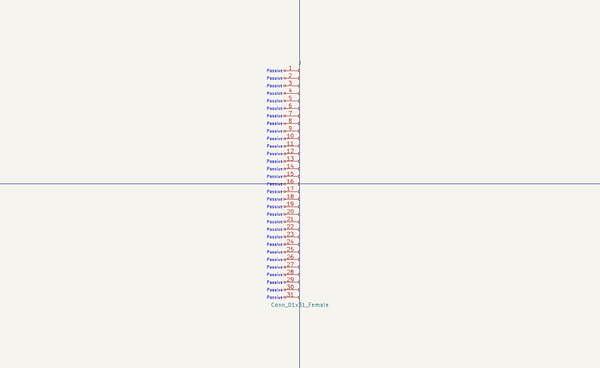 J
Passive 1
Passive 2
Passive 3
Passive 4
Passive 5
Passive 6
Passive 7
Passive 8
Passive 9
Passive 10
Passive 11
Passive 12
Passive 13
Passive 14
Passive 15
Passive 16
Passive 17
Passive 18
Passive 19
Passive 20
Passive 21
Passive 22
Passive 23
Passive 24
Passive 25
Passive 26
Passive 27
Passive 28
Passive 29
Passive 30
Passive 31
Conn_01x31_Female